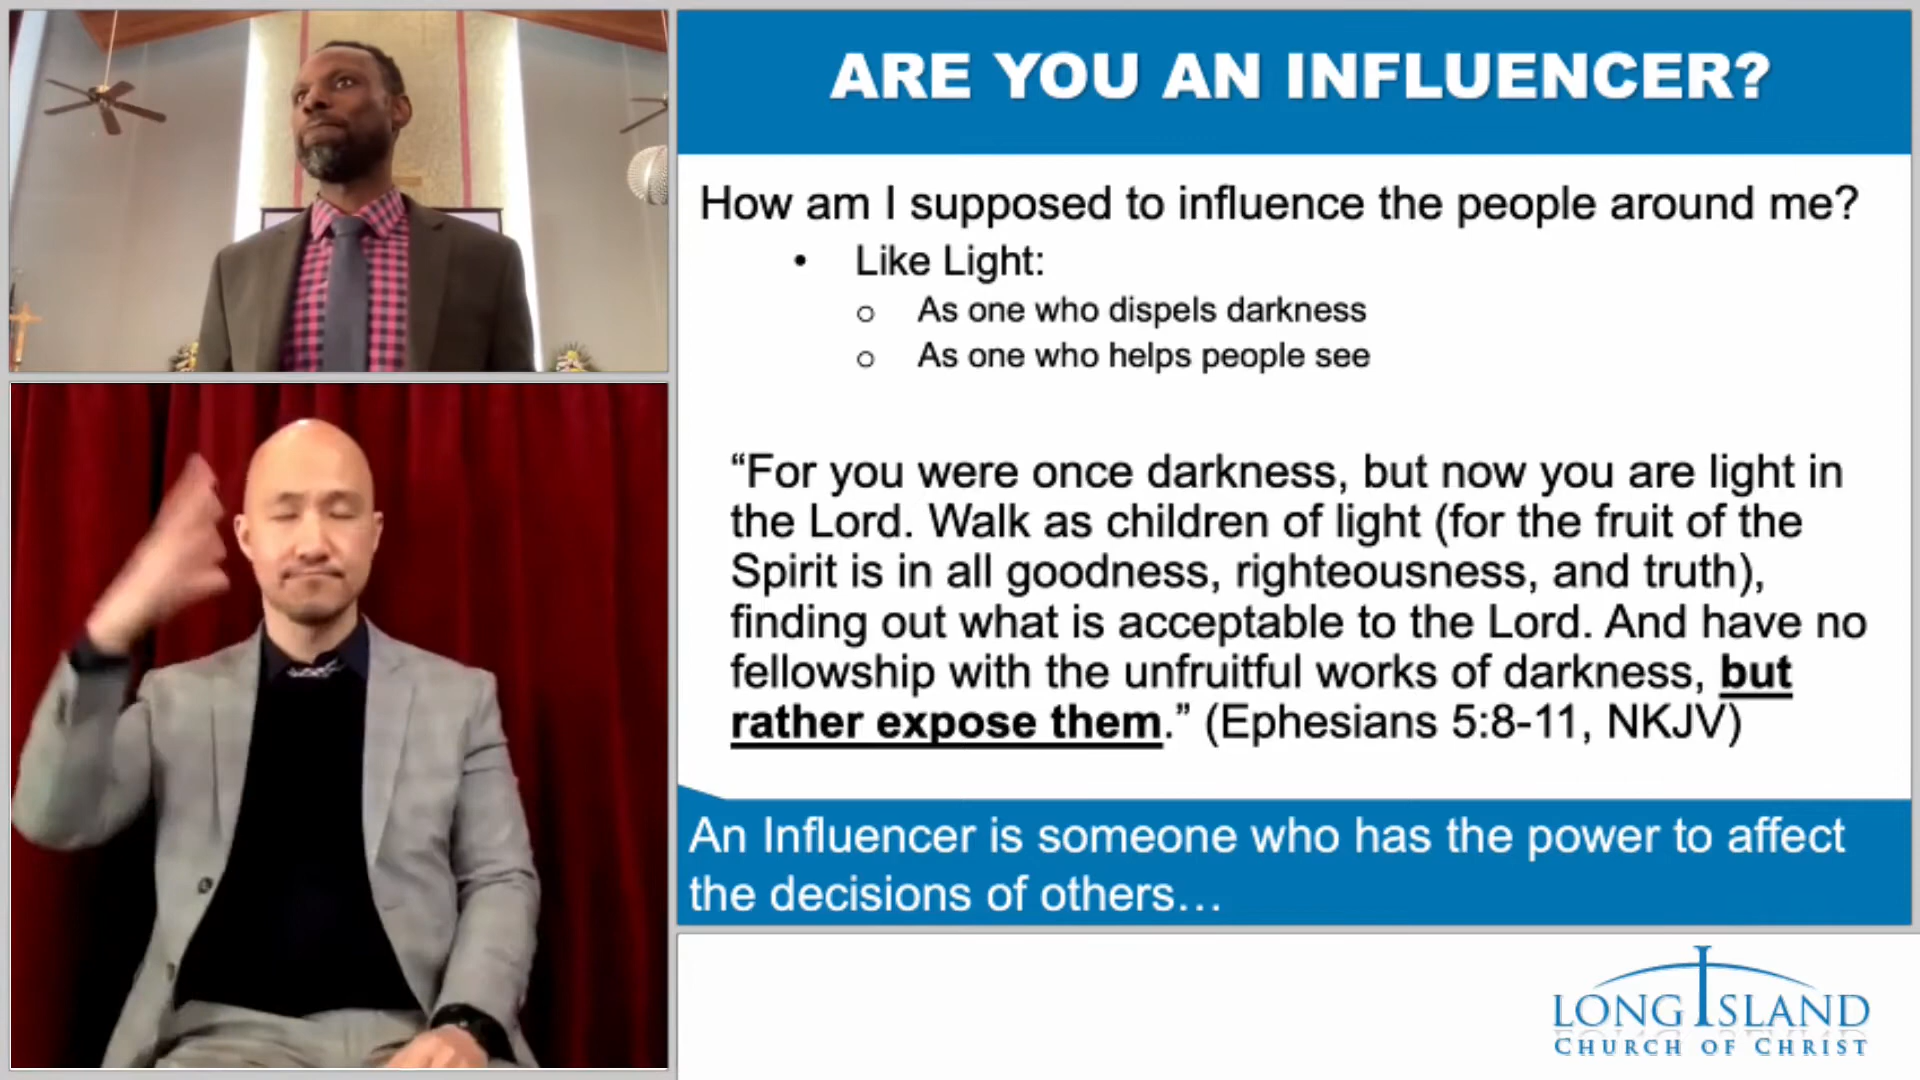 ARE YOU AN INFLUENCER?
How am I supposed to influence the people around me?
• Like Light:
o As one who dispels darkness
o As one who helps people see
“For you were once darkness, but now you are light in
the Lord. Walk as children of light (for the fruit of the
Spirit is in all goodness, righteousness, and truth),
finding out what is acceptable to the Lord. And have no
fellowship with the unfruitful works of darkness, but
rather expose them.” (Ephesians 5:8-11, NKJV)
An Influencer is someone who has the power to affect
the decisions of others…
LONG ISLAND
CHURCH OF CHRIST